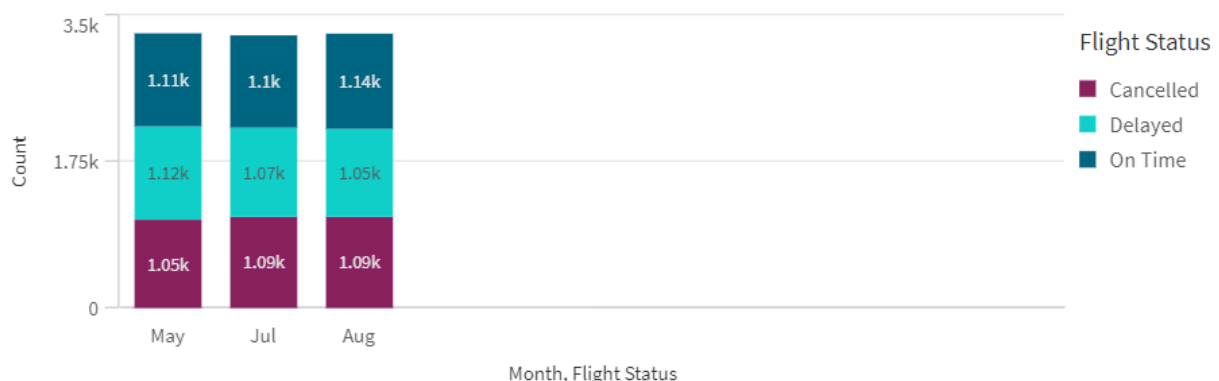 3.5k
1.75k
0
Count
1.11k 1.1k 1.14k
1.12k 1.07k 1.05k
1.05k 1.09k 1.09k
May Jul Aug
Month, Flight Status
Flight Status
Cancelled
Delayed
On Time